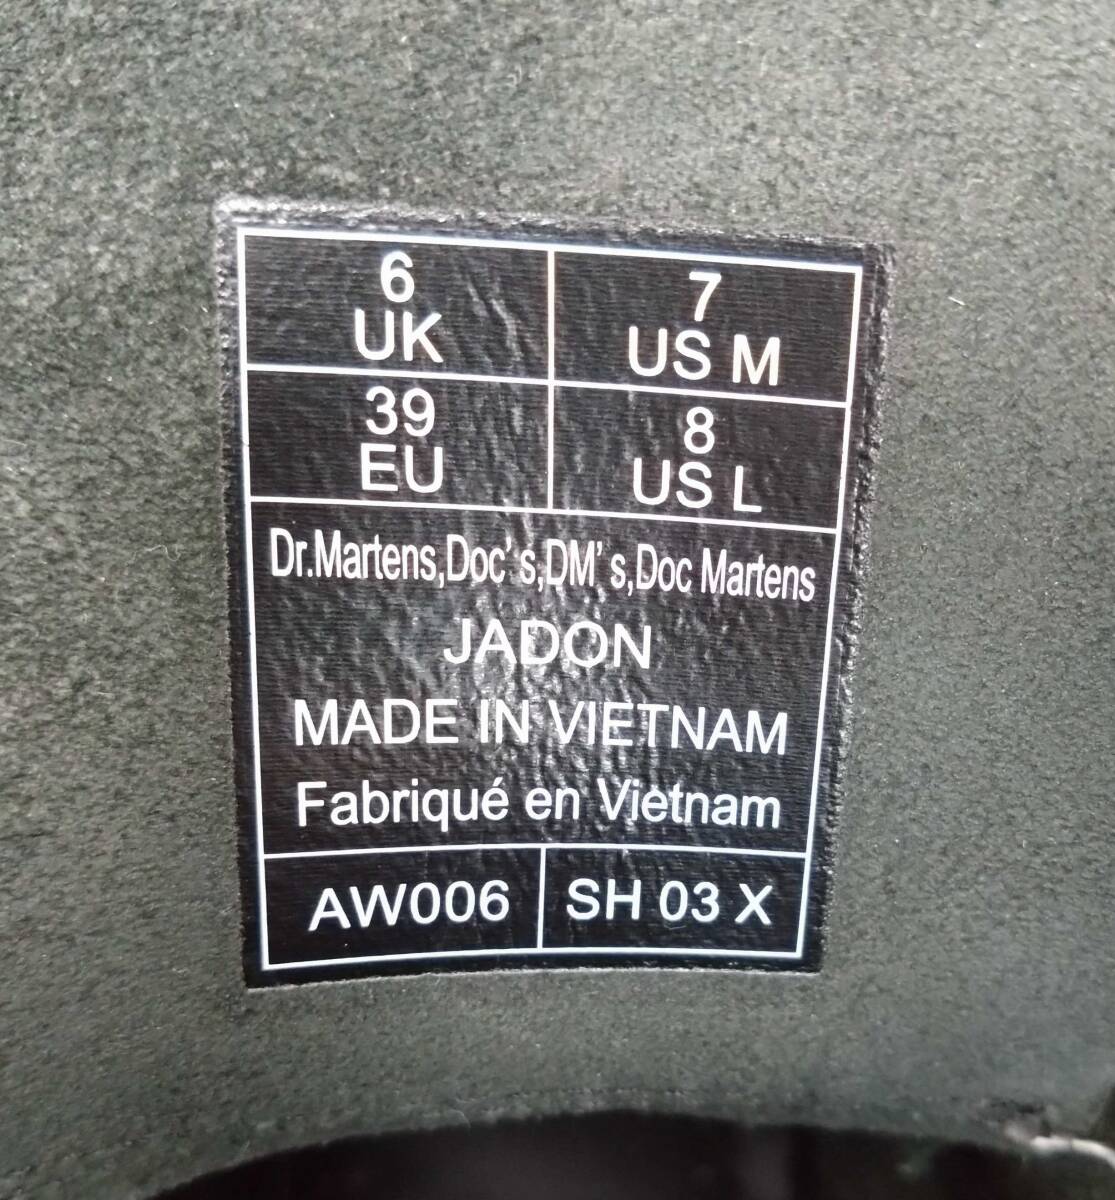 6 UK
7 US M
39 EU
8 US L
Dr.Martens,Doc's,DM's,Doc Martens
JADON
MADE IN VIETNAM
Fabriqué en Vietnam
AW006
SH 03 X